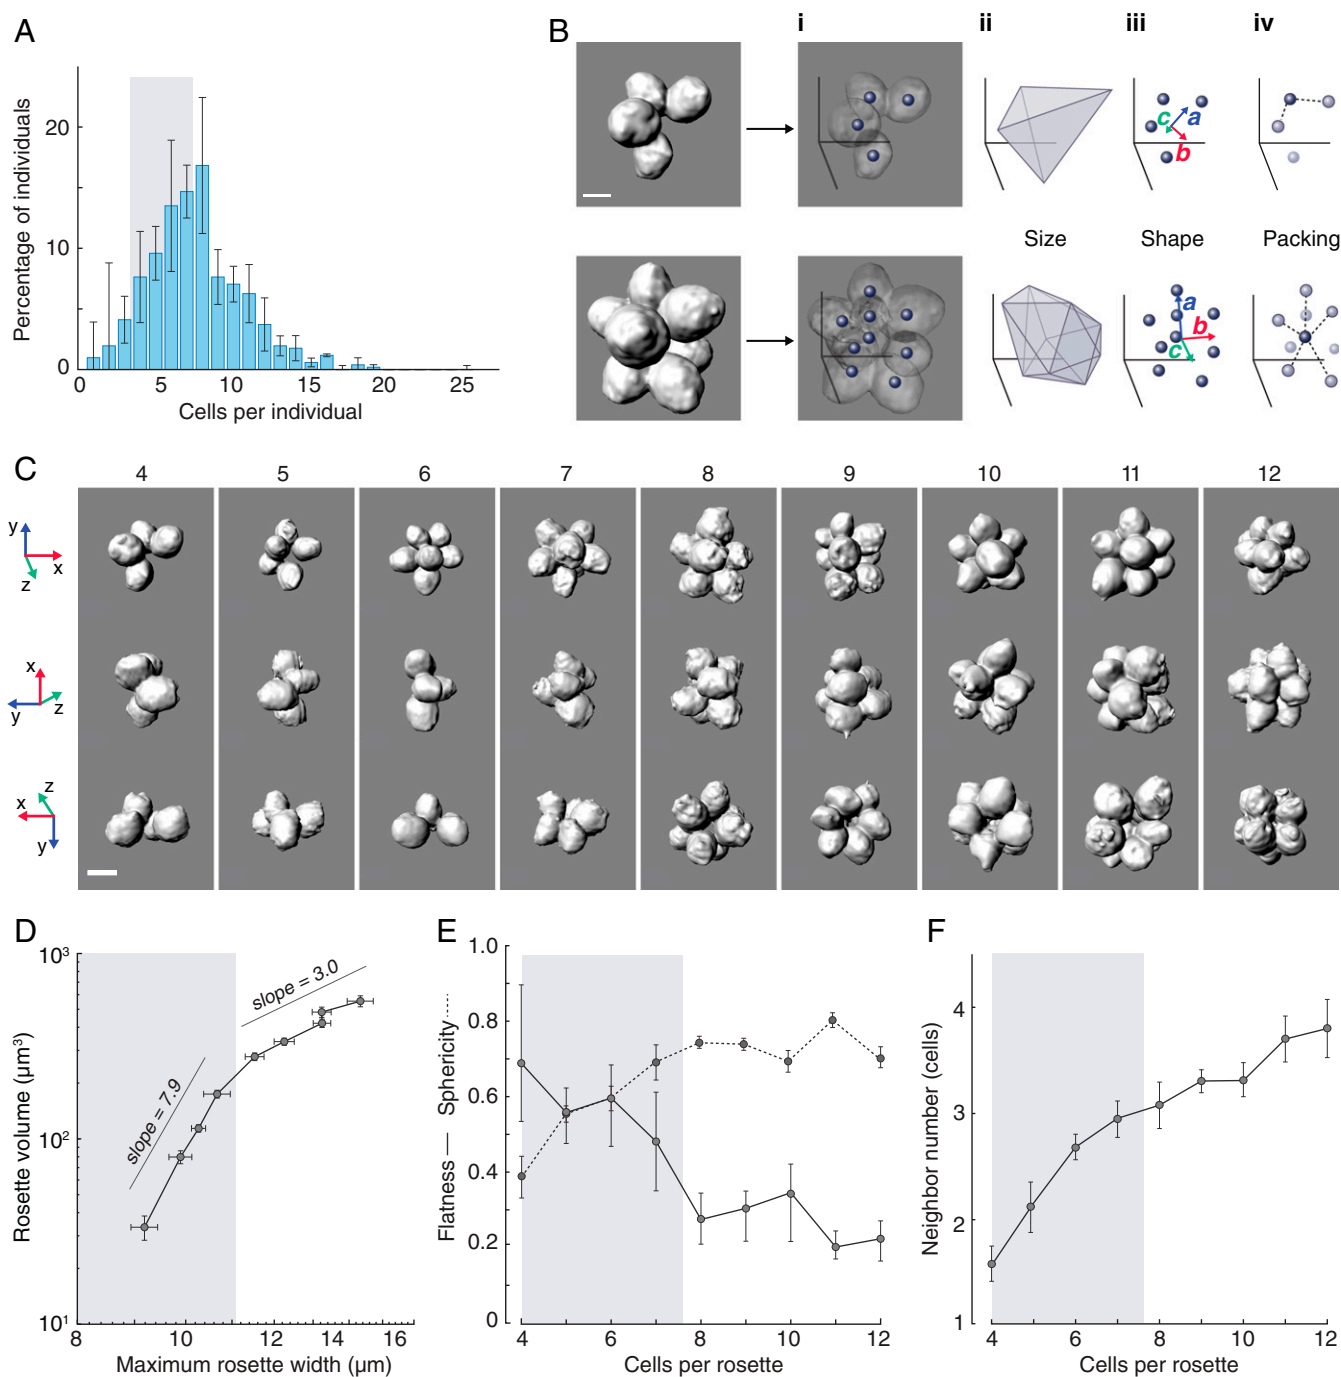 A
Percentage of individuals
20
10
0
0 5 10 15 20 25
Cells per individual
B
i ii iii iv
a
b
c
Size Shape Packing
a
b
c
C
4 5 6 7 8 9 10 11 12
y
x
z
x
y
z
z
x
y
D
Rosette volume (µm³)
10³
10²
10¹
slope = 7.9
slope = 3.0
8 10 12 14 16
Maximum rosette width (µm)
E
Flatness — Sphericity ·····
1.0
0.8
0.6
0.4
0.2
0
4 6 8 10 12
Cells per rosette
F
Neighbor number (cells)
4
3
2
1
4 6 8 10 12
Cells per rosette